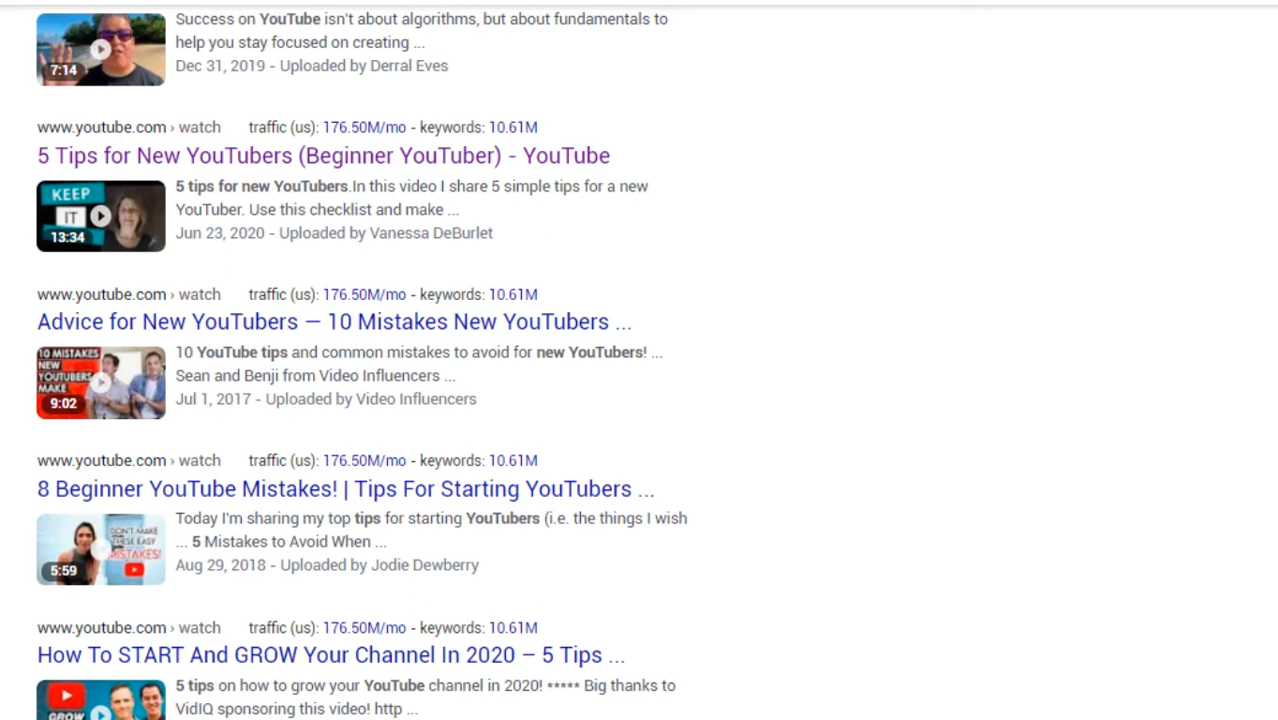 Success on YouTube isn't about algorithms, but about fundamentals to
help you stay focused on creating ...
7:14
Dec 31, 2019 - Uploaded by Derral Eves
www.youtube.com › watch traffic (us): 176.50M/mo - keywords: 10.61M
5 Tips for New YouTubers (Beginner YouTuber) - YouTube
KEEP
IT
13:34
5 tips for new YouTubers.In this video I share 5 simple tips for a new
YouTuber. Use this checklist and make ...
Jun 23, 2020 - Uploaded by Vanessa DeBurlet
www.youtube.com › watch traffic (us): 176.50M/mo - keywords: 10.61M
Advice for New YouTubers — 10 Mistakes New YouTubers ...
10 MISTAKES
NEW
YOUTUBERS
MAKE
9:02
10 YouTube tips and common mistakes to avoid for new YouTubers! ...
Sean and Benji from Video Influencers ...
Jul 1, 2017 - Uploaded by Video Influencers
www.youtube.com › watch traffic (us): 176.50M/mo - keywords: 10.61M
8 Beginner YouTube Mistakes! | Tips For Starting YouTubers ...
DON'T MAKE
THESE EASY
MISTAKES!
5:59
Today I'm sharing my top tips for starting YouTubers (i.e. the things I wish
... 5 Mistakes to Avoid When ...
Aug 29, 2018 - Uploaded by Jodie Dewberry
www.youtube.com › watch traffic (us): 176.50M/mo - keywords: 10.61M
How To START And GROW Your Channel In 2020 – 5 Tips ...
GROW
5 tips on how to grow your YouTube channel in 2020! ***** Big thanks to
VidIQ sponsoring this video! http ...